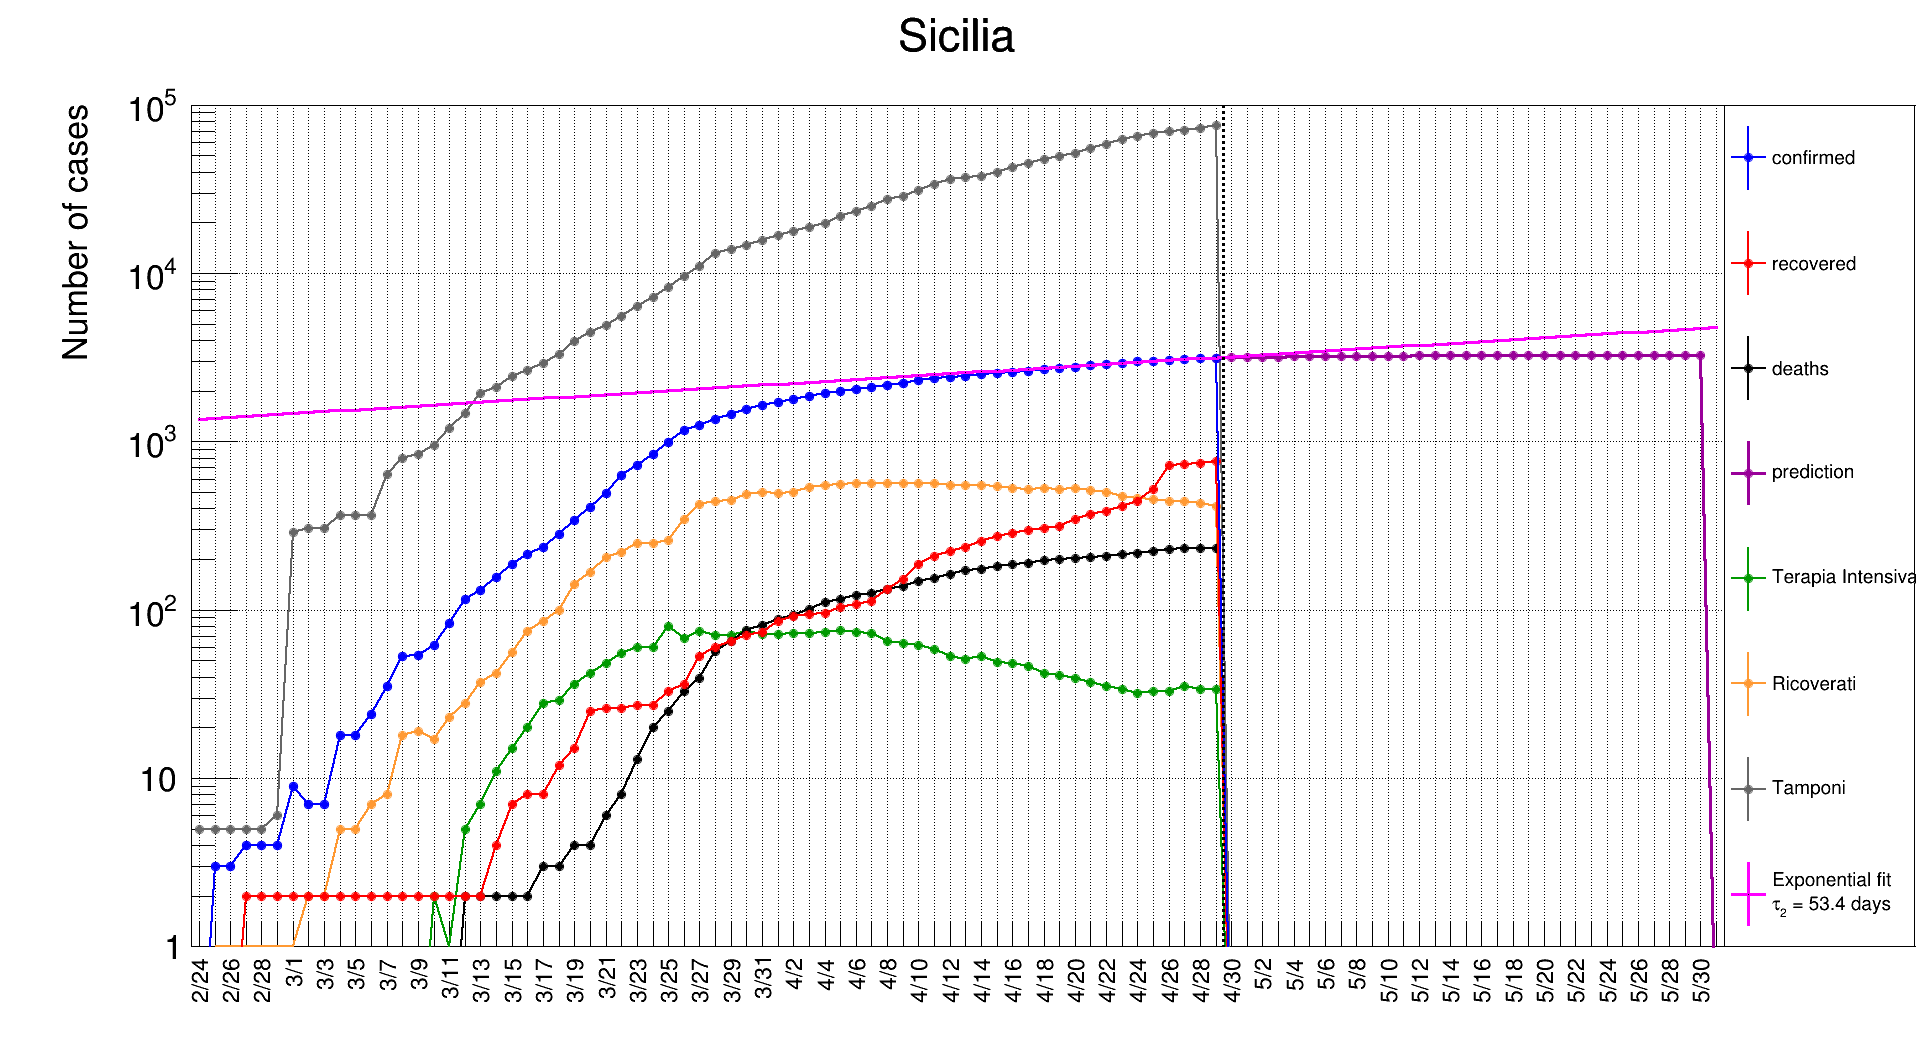 Sicilia
Number of cases
10^5
10^4
10^3
10^2
10
1
2/24 2/26 2/28 3/1 3/3 3/5 3/7 3/9 3/11 3/13 3/15 3/17 3/19 3/21 3/23 3/25 3/27 3/29 3/31 4/2 4/4 4/6 4/8 4/10 4/12 4/14 4/16 4/18 4/20 4/22 4/24 4/26 4/28 4/30 5/2 5/4 5/6 5/8 5/10 5/12 5/14 5/16 5/18 5/20 5/22 5/24 5/26 5/28 5/30
confirmed
recovered
deaths
prediction
Terapia Intensiva
Ricoverati
Tamponi
Exponential fit
τ₂ = 53.4 days